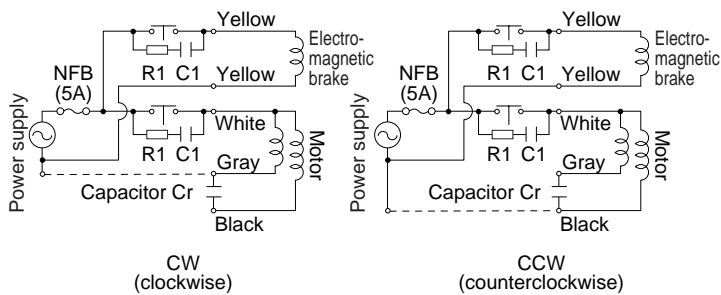 Yellow
Electro-
magnetic
brake
R1 C1
NFB
(5A)
Yellow
Power supply
White
R1 C1
Motor
Gray
Capacitor Cr
Black
CW
(clockwise)
Yellow
Electro-
magnetic
brake
R1 C1
NFB
(5A)
Yellow
Power supply
White
R1 C1
Motor
Gray
Capacitor Cr
Black
CCW
(counterclockwise)